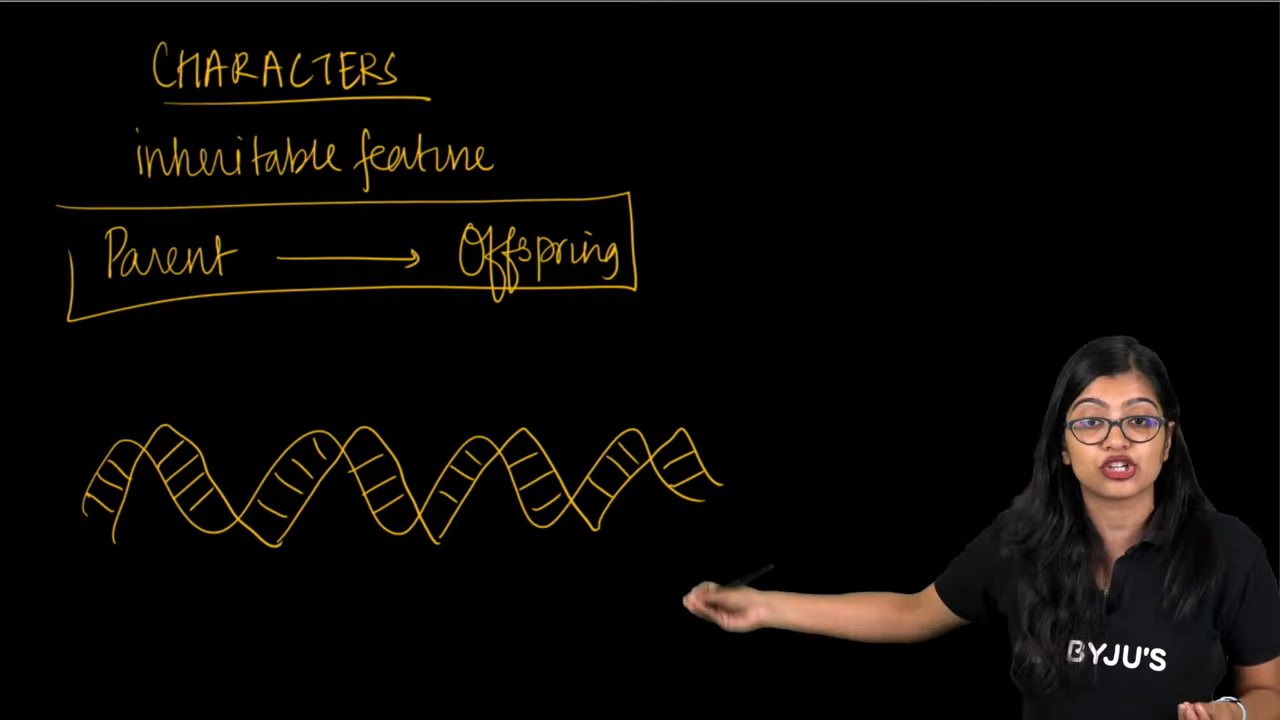 CHARACTERS
inheritable feature
Parent → Offspring
BYJU'S